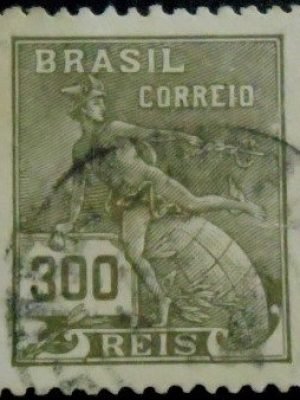 BRASIL
CORREIO
300
REIS